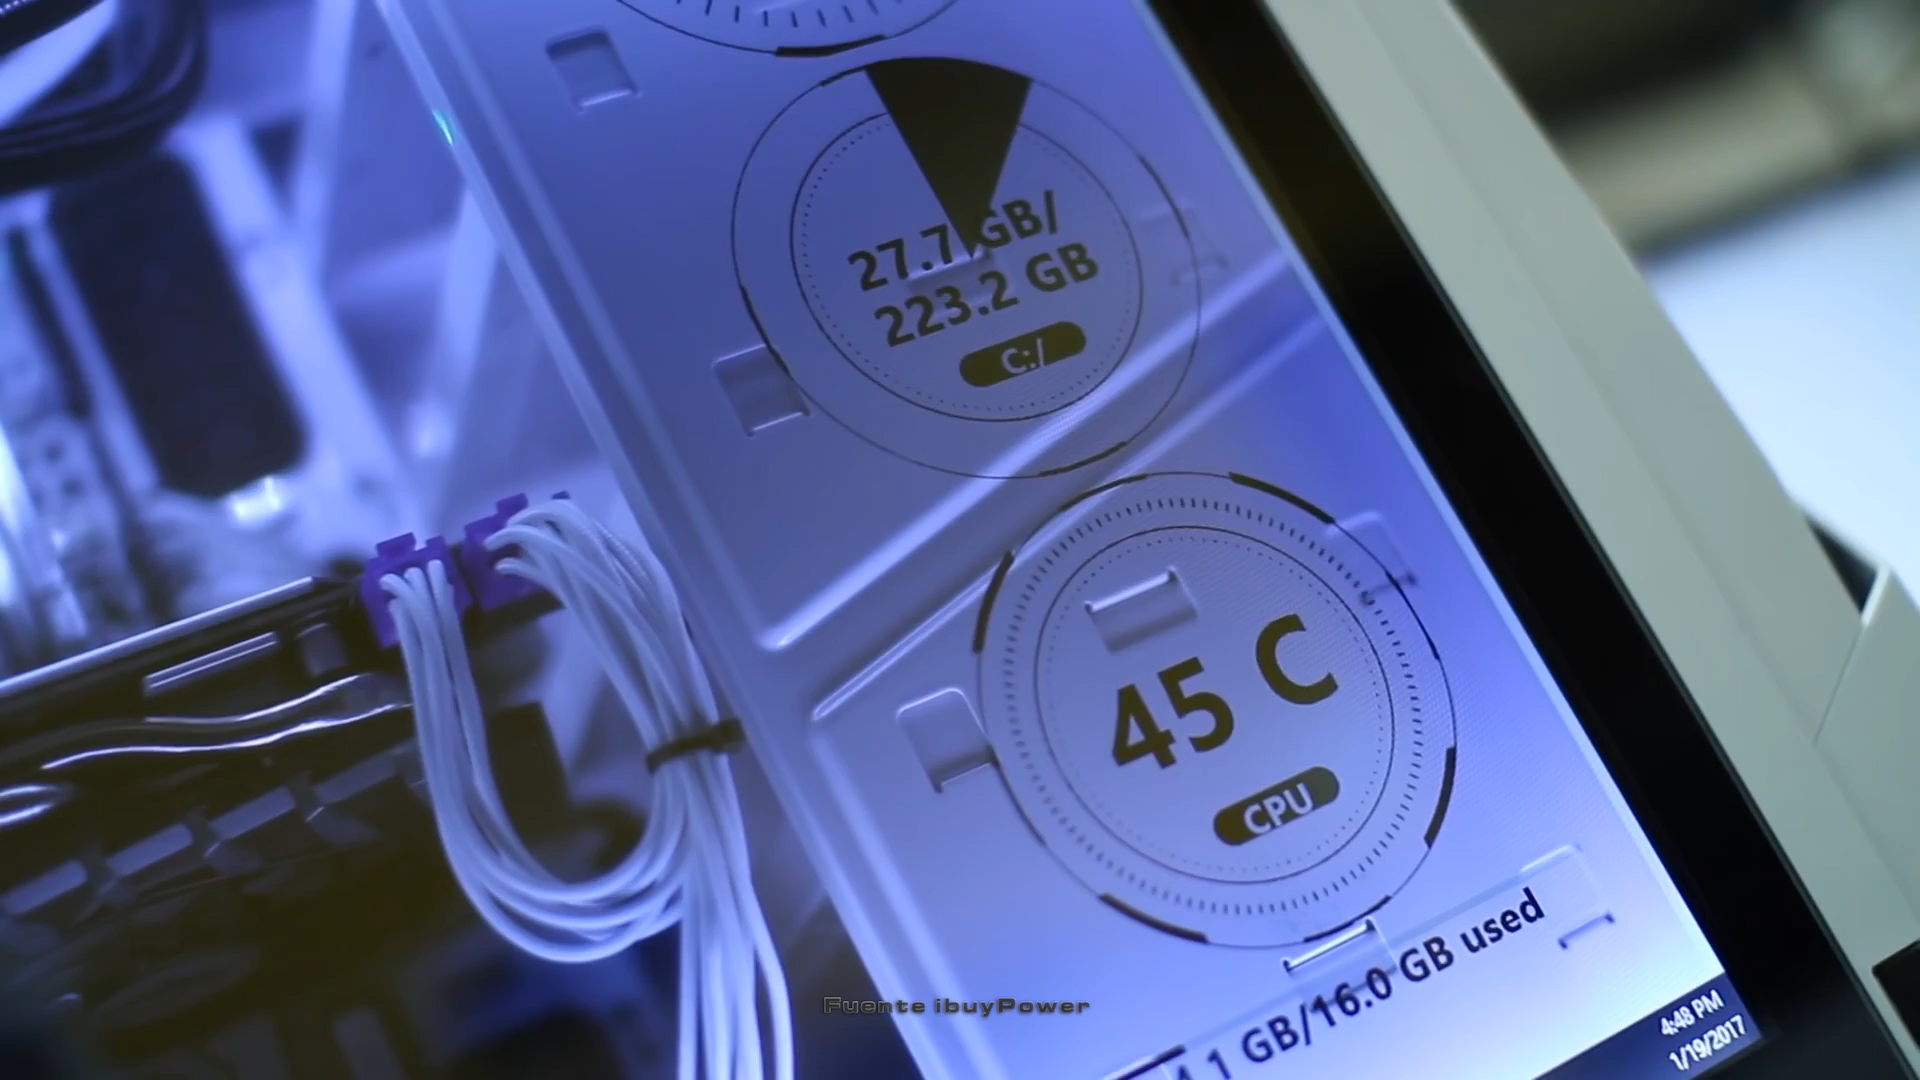 27.7 GB/
223.2 GB
C:/
45 C
CPU
GB/16.0 GB used
4:48 PM
1/19/2017
Fuente ibuyPower